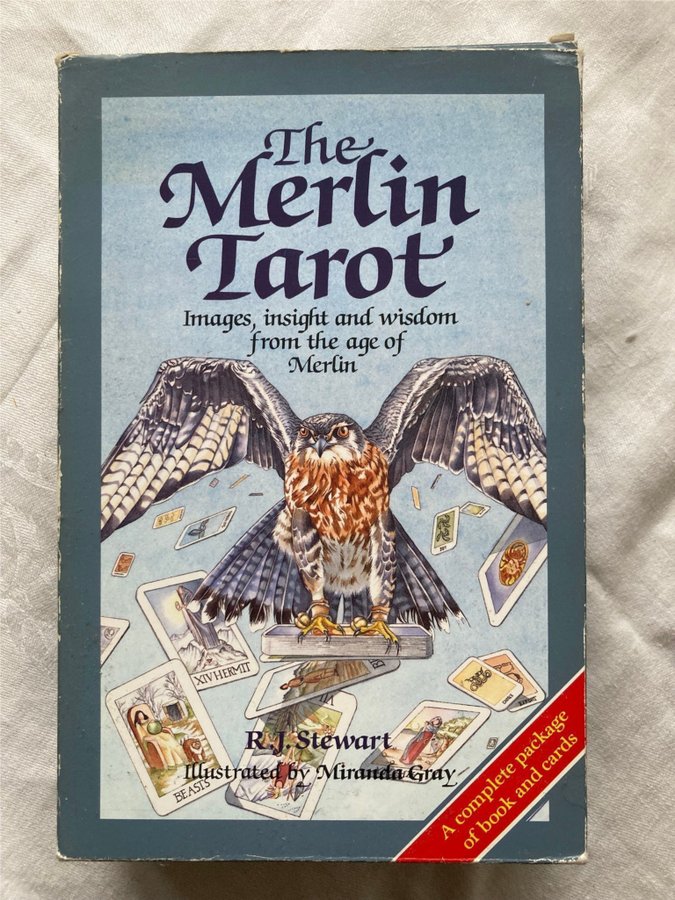 The
Merlin
Tarot
Images, insight and wisdom
from the age of
Merlin
XIV HERMIT
BEASTS
R.J. Stewart
Illustrated by Miranda Gray
A complete package
of book and cards